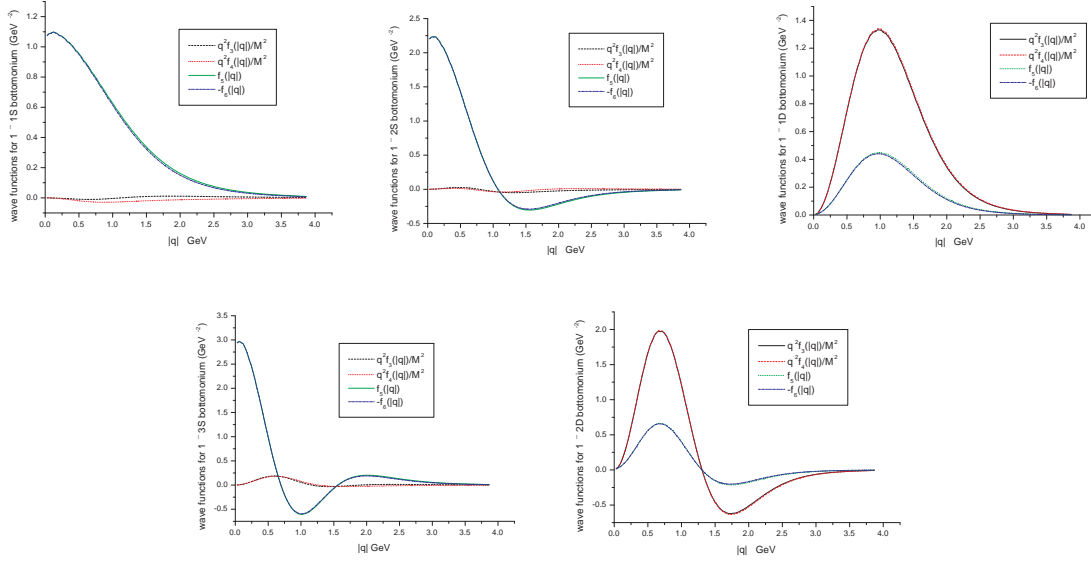 wave functions for 1⁻⁻ 1S bottomonium (GeV⁻²)
1.2
1.0
0.8
0.6
0.4
0.2
0.0
q²f₃(|q|)/M²
q²f₄(|q|)/M²
f₅(|q|)
-f₆(|q|)
0.0 0.5 1.0 1.5 2.0 2.5 3.0 3.5 4.0
|q| GeV
wave functions for 1⁻⁻ 2S bottomonium (GeV⁻²)
2.5
2.0
1.5
1.0
0.5
0.0
-0.5
q²f₃(|q|)/M²
q²f₄(|q|)/M²
f₅(|q|)
-f₆(|q|)
0.0 0.5 1.0 1.5 2.0 2.5 3.0 3.5 4.0
|q| GeV
wave functions for 1⁻⁻ 1D bottomonium (GeV⁻²)
1.4
1.2
1.0
0.8
0.6
0.4
0.2
0.0
q²f₃(|q|)/M²
q²f₄(|q|)/M²
f₅(|q|)
-f₆(|q|)
0.0 0.5 1.0 1.5 2.0 2.5 3.0 3.5 4.0
|q| GeV
wave functions for 1⁻⁻ 3S bottomonium (GeV⁻²)
3.5
3.0
2.5
2.0
1.5
1.0
0.5
0.0
-0.5
q²f₃(|q|)/M²
q²f₄(|q|)/M²
f₅(|q|)
-f₆(|q|)
0.0 0.5 1.0 1.5 2.0 2.5 3.0 3.5 4.0
|q| GeV
wave functions for 1⁻⁻ 2D bottomonium (GeV⁻²)
2.0
1.5
1.0
0.5
0.0
-0.5
q²f₃(|q|)/M²
q²f₄(|q|)/M²
f₅(|q|)
-f₆(|q|)
0.0 0.5 1.0 1.5 2.0 2.5 3.0 3.5 4.0
|q| GeV